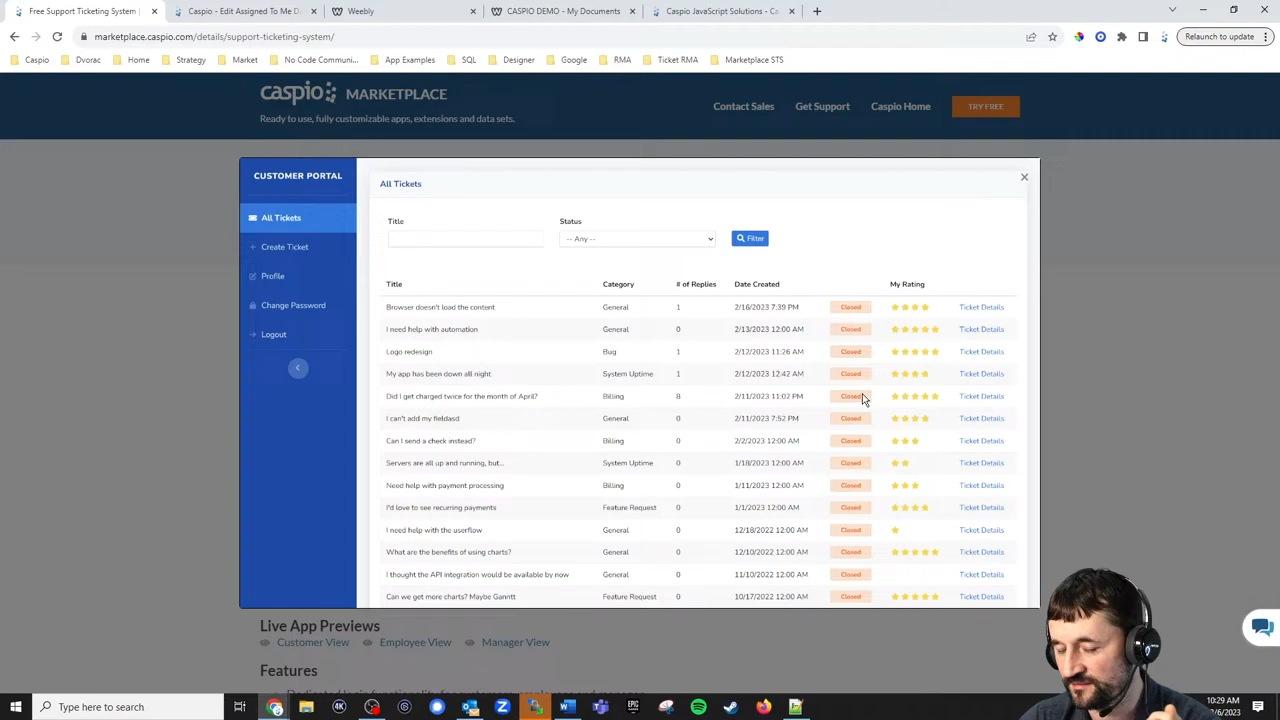 Free Support Ticketing System |
Caspio - Edit Assigned To Me D
Weebly
CASPIO DEMO - My Documents
Caspio JavaScript Solutions - Ca
marketplace.caspio.com/details/support-ticketing-system/
Relaunch to update
Caspio
Dvorac
Home
Strategy
Market
No Code Communi...
App Examples
SQL
Designer
Google
RMA
Ticket RMA
Marketplace STS
caspio MARKETPLACE
Ready to use, fully customizable apps, extensions and data sets.
Contact Sales
Get Support
Caspio Home
TRY FREE
CUSTOMER PORTAL
All Tickets
Create Ticket
Profile
Change Password
Logout
All Tickets
Title
Status
-- Any --
Filter
Title Category # of Replies Date Created My Rating
Browser doesn't load the content General 1 2/16/2023 7:39 PM Closed Ticket Details
I need help with automation General 0 2/13/2023 12:00 AM Closed Ticket Details
Logo redesign Bug 1 2/12/2023 11:26 AM Closed Ticket Details
My app has been down all night System Uptime 1 2/12/2023 12:42 AM Closed Ticket Details
Did I get charged twice for the month of April? Billing 8 2/11/2023 11:02 PM Closed Ticket Details
I can't add my fieldasd General 0 2/11/2023 7:52 PM Closed Ticket Details
Can I send a check instead? Billing 0 2/2/2023 12:00 AM Closed Ticket Details
Servers are all up and running, but... System Uptime 0 1/18/2023 12:00 AM Closed Ticket Details
Need help with payment processing Billing 0 1/11/2023 12:00 AM Closed Ticket Details
I'd love to see recurring payments Feature Request 0 1/1/2023 12:00 AM Closed Ticket Details
I need help with the userflow General 0 12/18/2022 12:00 AM Closed Ticket Details
What are the benefits of using charts? General 0 12/10/2022 12:00 AM Closed Ticket Details
I thought the API integration would be available by now General 0 11/10/2022 12:00 AM Closed Ticket Details
Can we get more charts? Maybe Ganntt Feature Request 0 10/17/2022 12:00 AM Closed Ticket Details
Live App Previews
Customer View
Employee View
Manager View
Features
Type here to search
10:29 AM
/6/2023